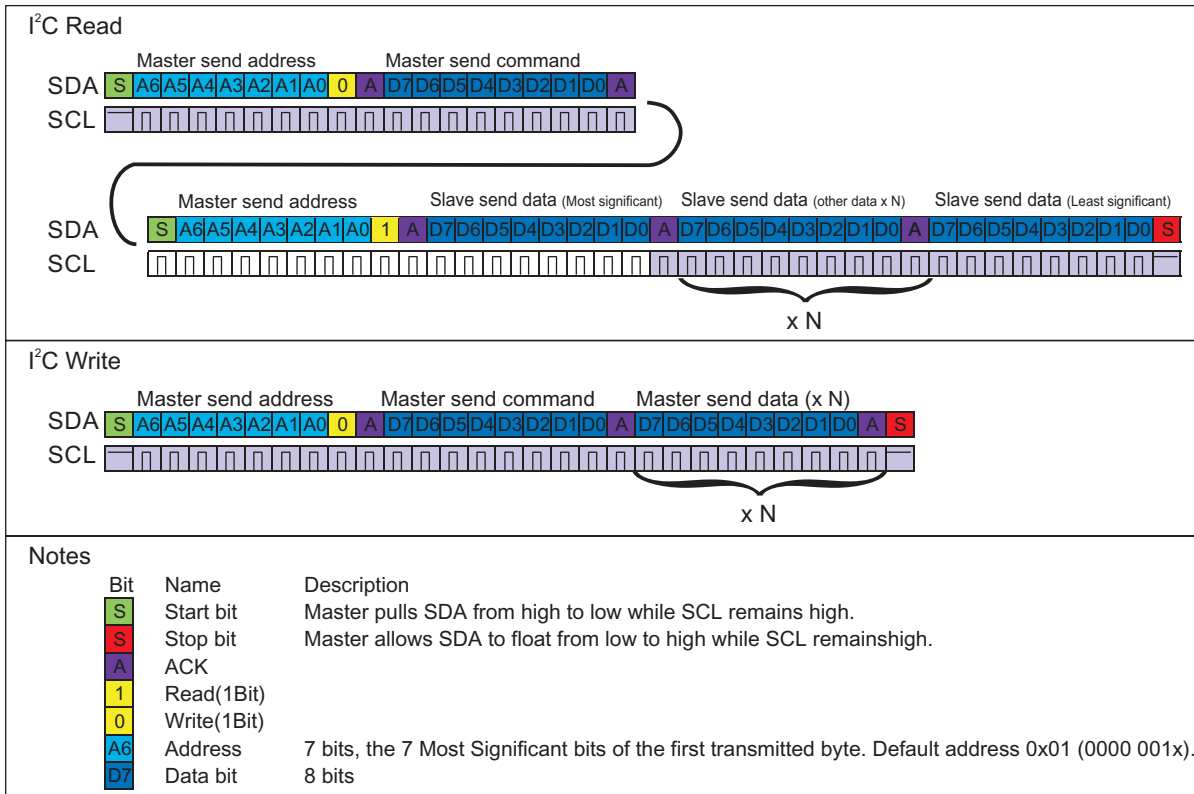 I²C Read
Master send address Master send command
SDA S A6 A5 A4 A3 A2 A1 A0 0 A D7 D6 D5 D4 D3 D2 D1 D0 A
SCL
Master send address Slave send data (Most significant) Slave send data (other data x N) Slave send data (Least significant)
SDA S A6 A5 A4 A3 A2 A1 A0 1 A D7 D6 D5 D4 D3 D2 D1 D0 A D7 D6 D5 D4 D3 D2 D1 D0 A D7 D6 D5 D4 D3 D2 D1 D0 S
SCL
x N
I²C Write
Master send address Master send command Master send data (x N)
SDA S A6 A5 A4 A3 A2 A1 A0 0 A D7 D6 D5 D4 D3 D2 D1 D0 A D7 D6 D5 D4 D3 D2 D1 D0 A S
SCL
x N
Notes
Bit Name Description
S Start bit Master pulls SDA from high to low while SCL remains high.
S Stop bit Master allows SDA to float from low to high while SCL remainshigh.
A ACK
1 Read(1Bit)
0 Write(1Bit)
A6 Address 7 bits, the 7 Most Significant bits of the first transmitted byte. Default address 0x01 (0000 001x).
D7 Data bit 8 bits